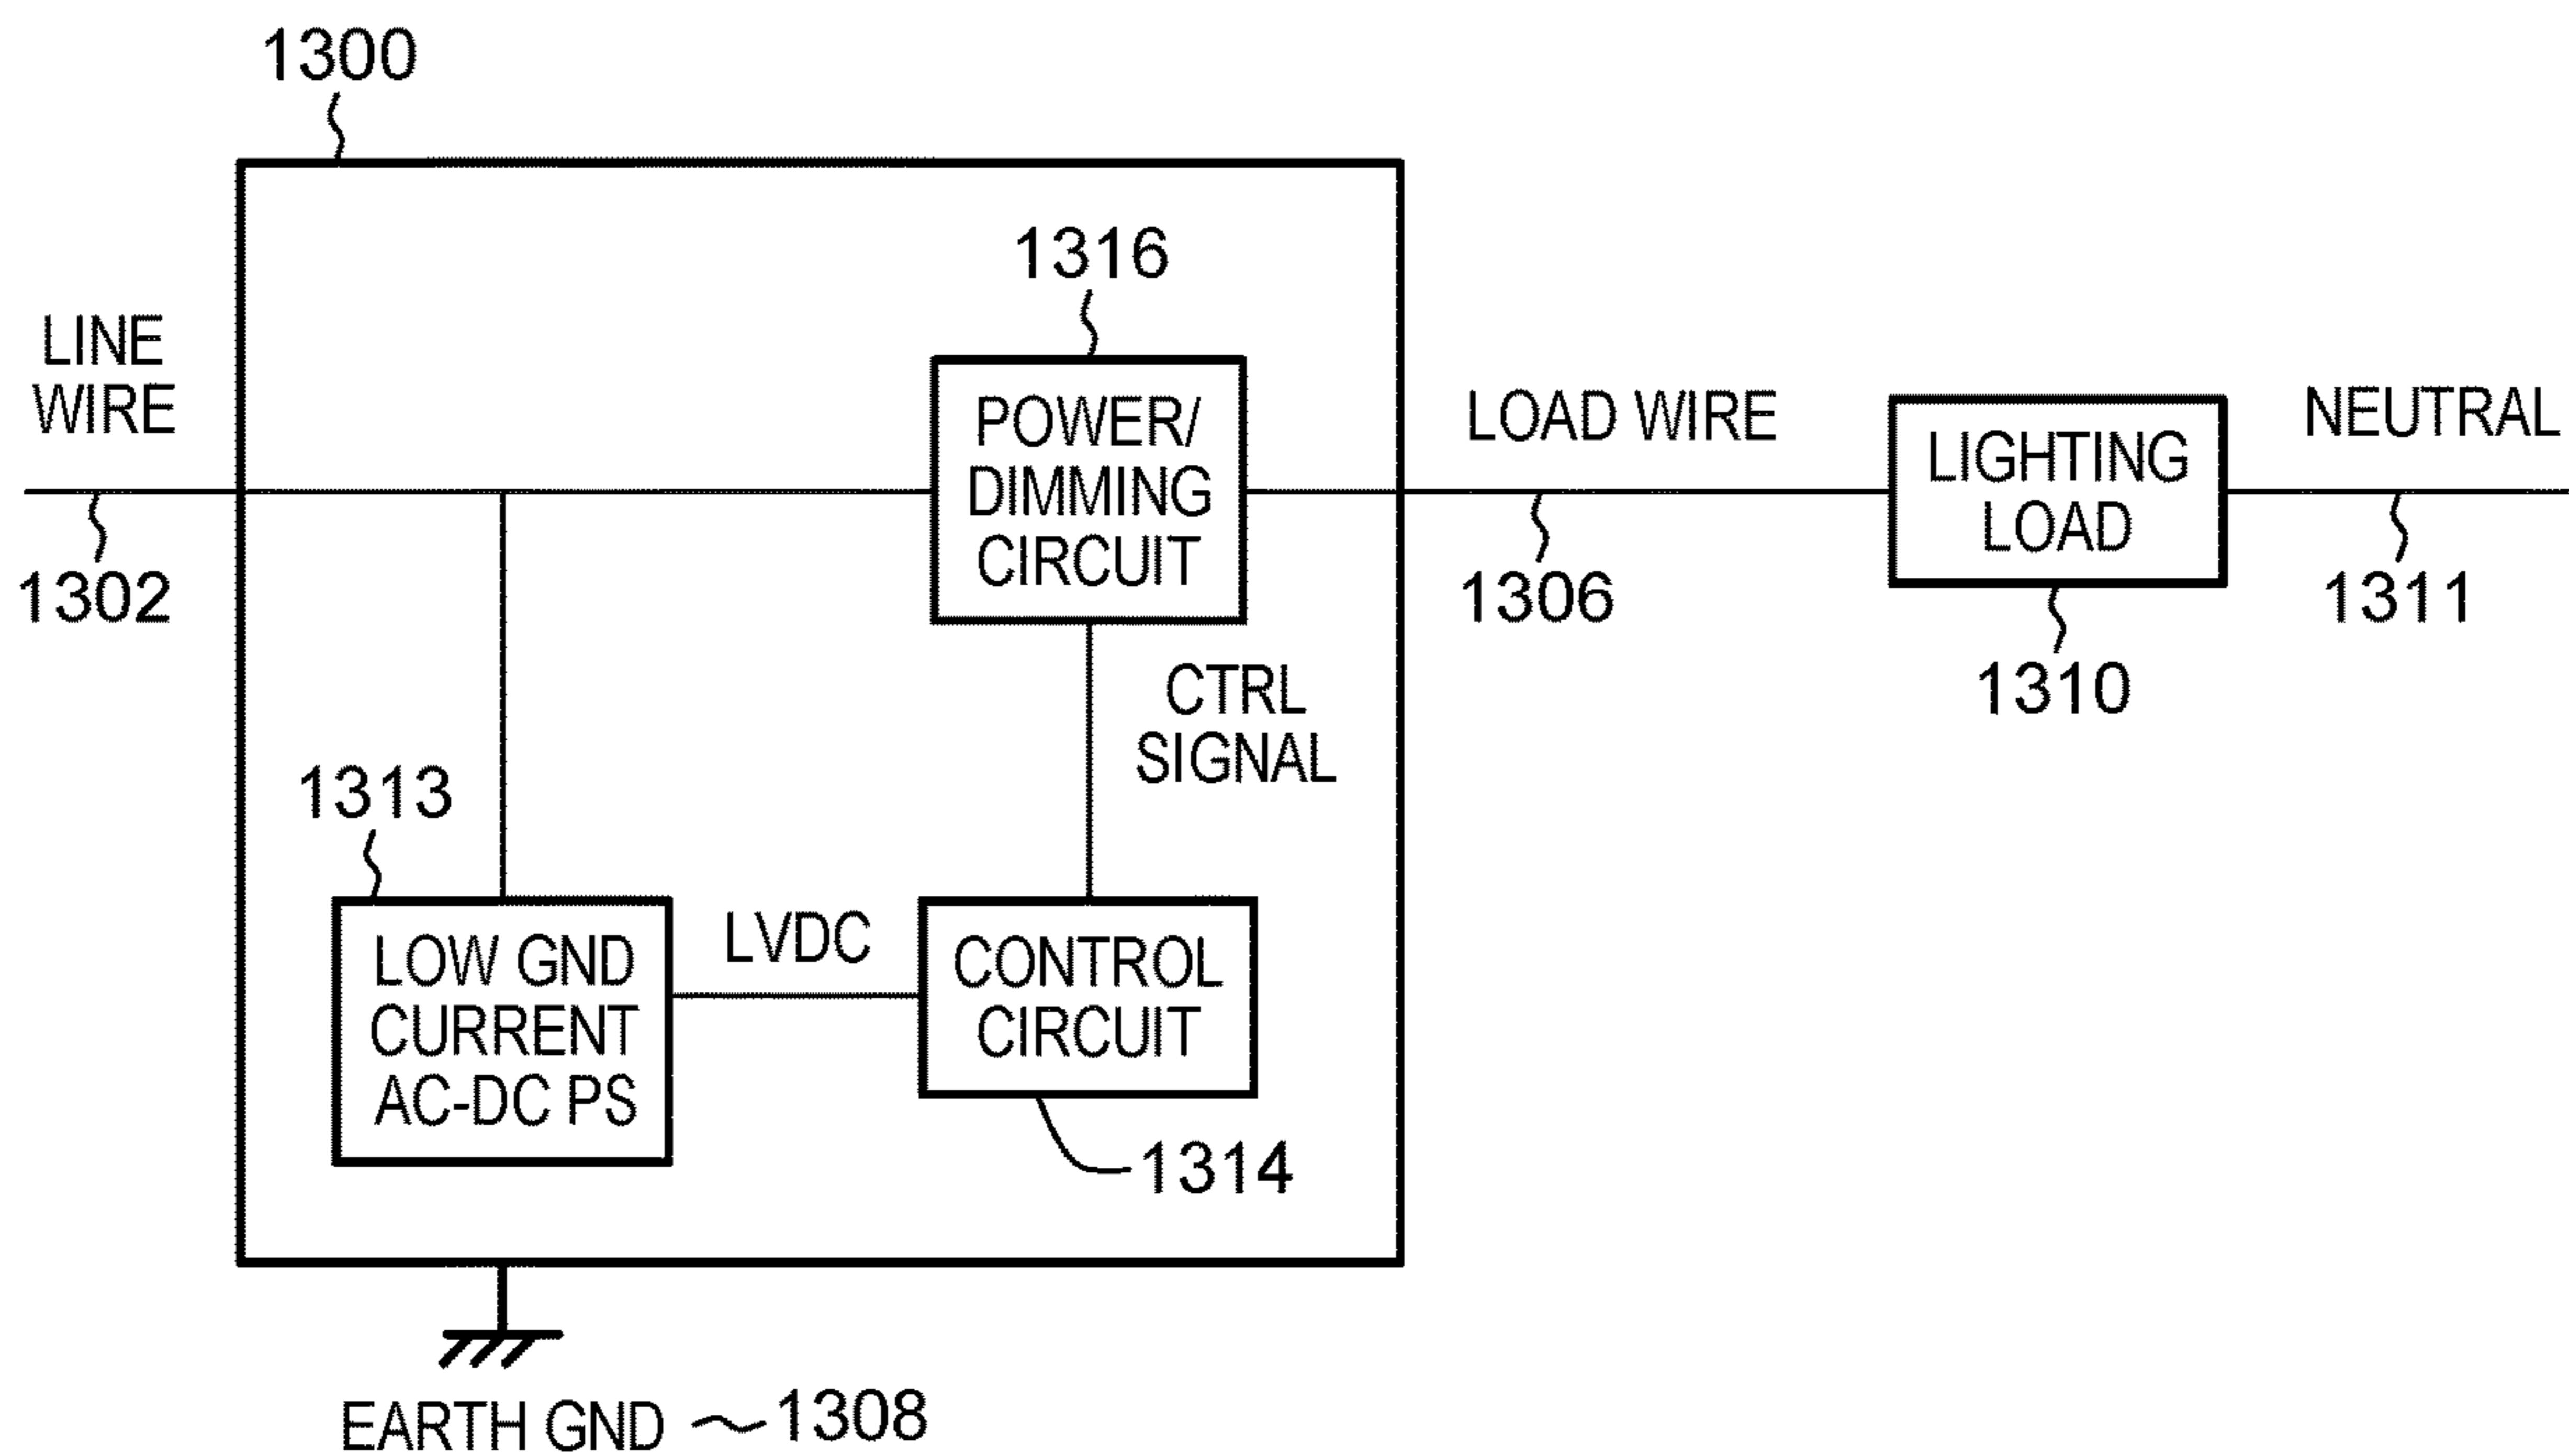 1300
1316
LINE
WIRE
1302
POWER/
DIMMING
CIRCUIT
LOAD WIRE
1306
LIGHTING
LOAD
1310
NEUTRAL
1311
CTRL
SIGNAL
1313
LOW GND
CURRENT
AC-DC PS
LVDC
CONTROL
CIRCUIT
1314
EARTH GND
1308